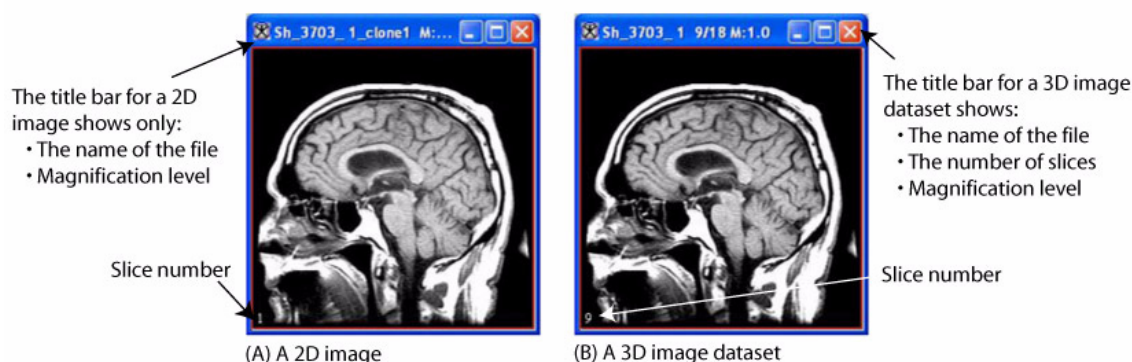 Sh_3703_ 1_clone1 M:...
Sh_3703_ 1 9/18 M:1.0
The title bar for a 2D
image shows only:
• The name of the file
• Magnification level
The title bar for a 3D image
dataset shows:
• The name of the file
• The number of slices
• Magnification level
Slice number
1
Slice number
9
(A) A 2D image
(B) A 3D image dataset